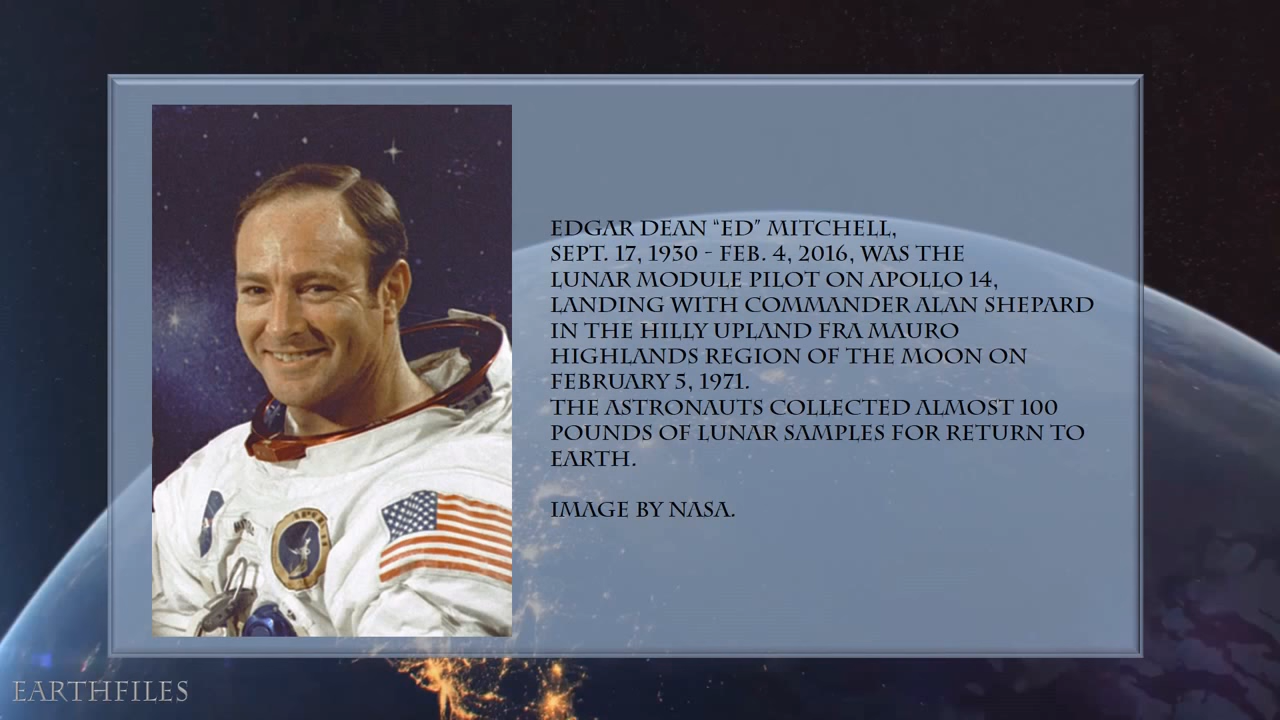 EDGAR DEAN “ED” MITCHELL,
SEPT. 17, 1930 - FEB. 4, 2016, WAS THE
LUNAR MODULE PILOT ON APOLLO 14,
LANDING WITH COMMANDER ALAN SHEPARD
IN THE HILLY UPLAND FRA MAURO
HIGHLANDS REGION OF THE MOON ON
FEBRUARY 5, 1971.
THE ASTRONAUTS COLLECTED ALMOST 100
POUNDS OF LUNAR SAMPLES FOR RETURN TO
EARTH.
IMAGE BY NASA.
EARTHFILES